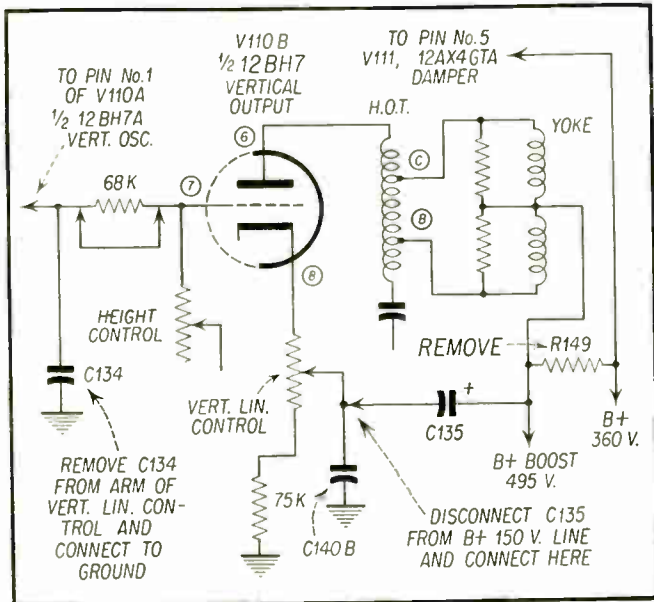 V110B
½ 12BH7
VERTICAL
OUTPUT
TO PIN No.5
V111, 12AX4GTA
DAMPER
TO PIN No.1
OF V110A
½ 12BH7A
VERT. OSC.
H.O.T.
YOKE
6
C
68K
7
B
8
HEIGHT
CONTROL
REMOVE
R149
C134
VERT. LIN.
CONTROL
+
C135
B+
360 V.
B+ BOOST
495 V.
REMOVE C134
FROM ARM OF
VERT. LIN. CON-
TROL AND
CONNECT TO
GROUND
75K
C140B
DISCONNECT C135
FROM B+ 150 V. LINE
AND CONNECT HERE